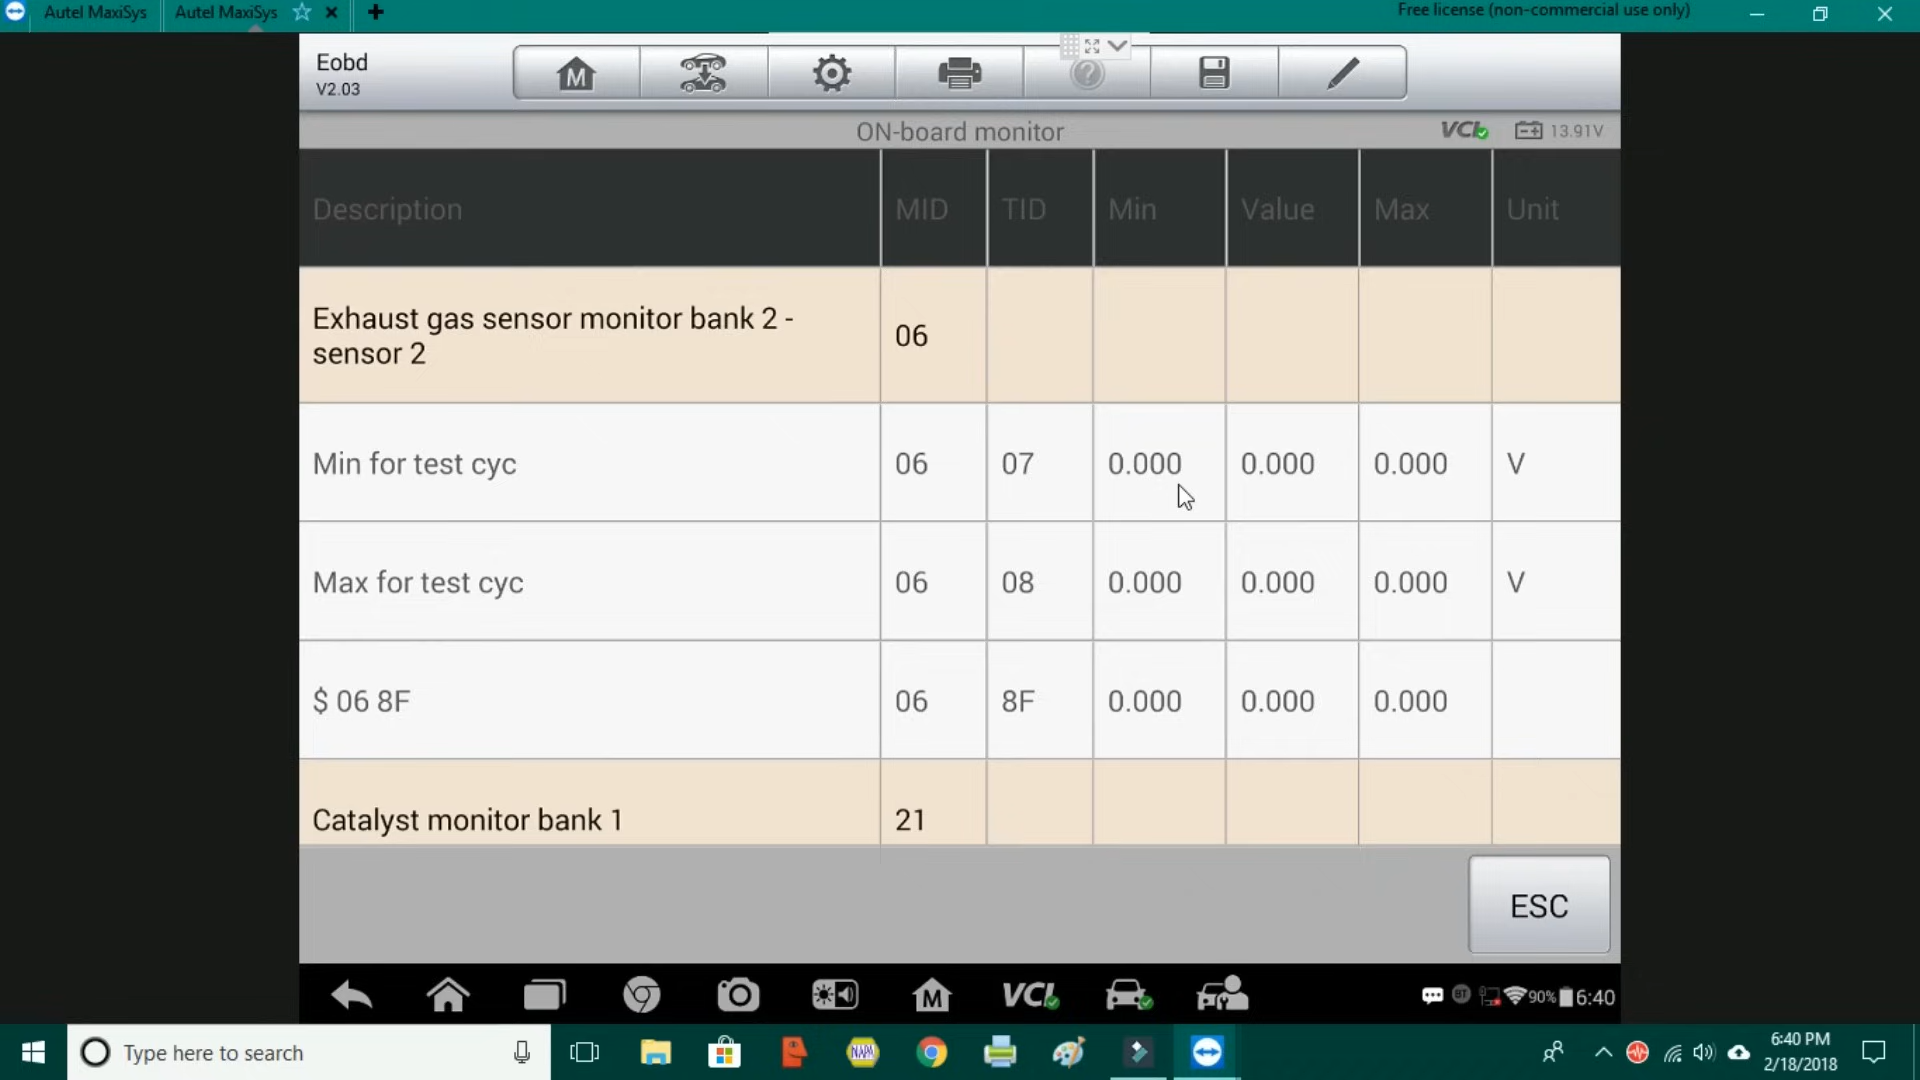 Autel MaxiSys
Autel MaxiSys
Free license (non-commercial use only)
Eobd
V2.03
ON-board monitor
VCI
13.91V
Description MID TID Min Value Max Unit
Exhaust gas sensor monitor bank 2 -
sensor 2
06
Min for test cyc 06 07 0.000 0.000 0.000 V
Max for test cyc 06 08 0.000 0.000 0.000 V
$ 06 8F 06 8F 0.000 0.000 0.000
Catalyst monitor bank 1 21
ESC
M
VCI
BT
90%
6:40
Type here to search
NAPA
6:40 PM
2/18/2018